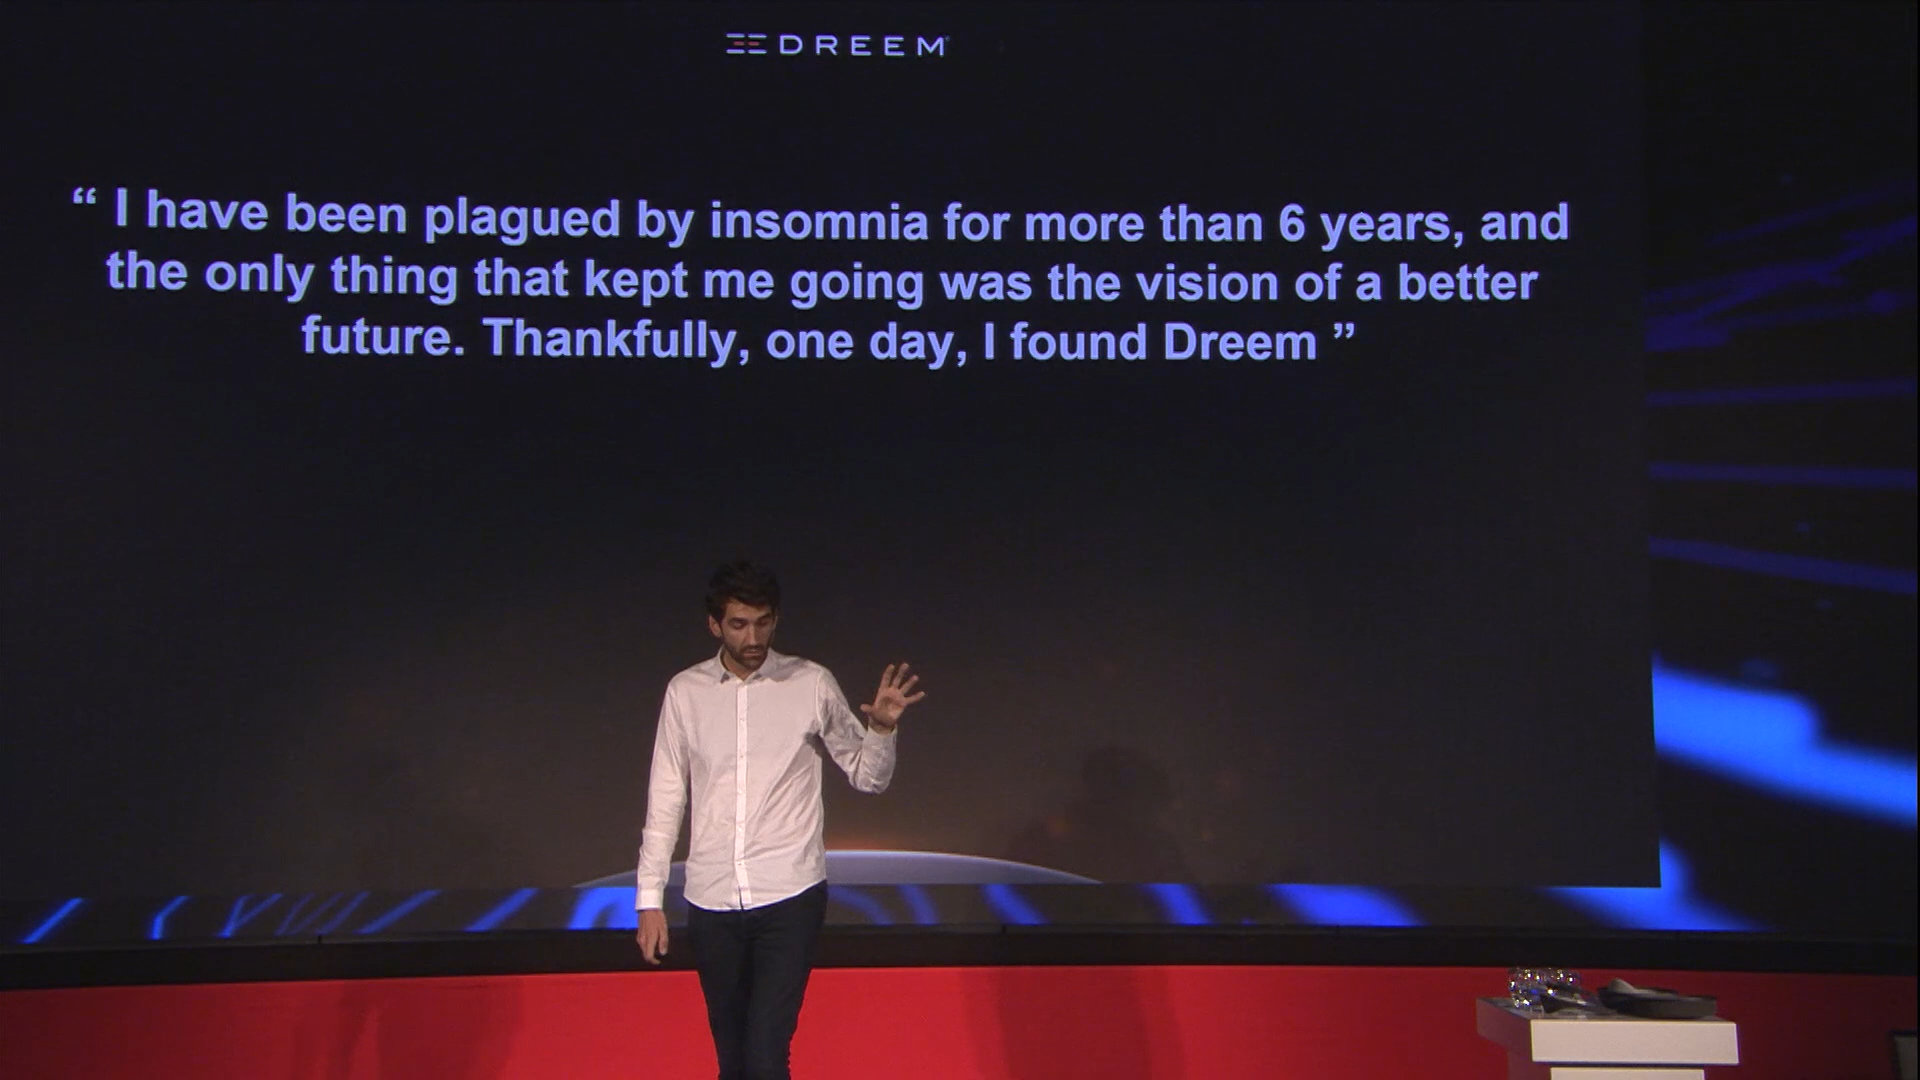 DREEM
“ I have been plagued by insomnia for more than 6 years, and
the only thing that kept me going was the vision of a better
future. Thankfully, one day, I found Dreem ”